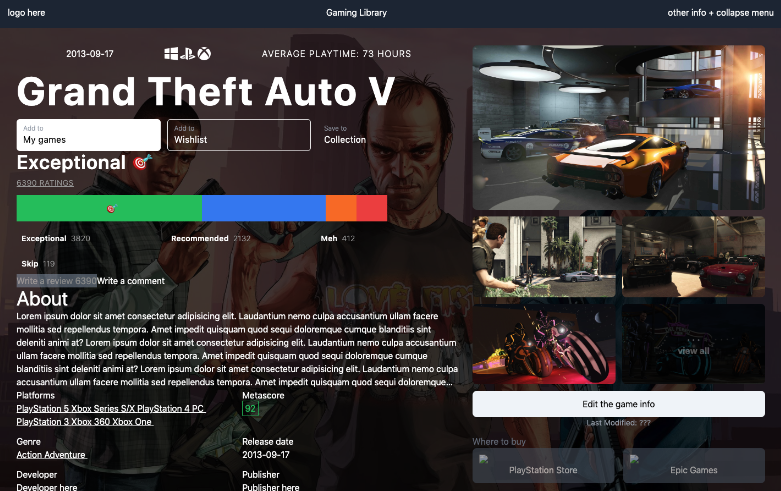 logo here
Gaming Library
other info + collapse menu
2013-09-17
AVERAGE PLAYTIME: 73 HOURS
Grand Theft Auto V
Add to
My games
Add to
Wishlist
Save to
Collection
Exceptional
6390 RATINGS
Exceptional 3820
Recommended 2132
Meh 412
Skip 119
Write a review 6390Write a comment
About
Lorem ipsum dolor sit amet consectetur adipisicing elit. Laudantium nemo culpa accusantium ullam facere
mollitia sed repellendus tempora. Amet impedit quisquam quod sequi doloremque cumque blanditiis sint
deleniti animi at? Lorem ipsum dolor sit amet consectetur adipisicing elit. Laudantium nemo culpa accusantium
ullam facere mollitia sed repellendus tempora. Amet impedit quisquam quod sequi doloremque cumque
blanditiis sint deleniti animi at? Lorem ipsum dolor sit amet consectetur adipisicing elit. Laudantium nemo culpa
accusantium ullam facere mollitia sed repellendus tempora. Amet impedit quisquam quod sequi doloremque...
Platforms
PlayStation 5 Xbox Series S/X PlayStation 4 PC
PlayStation 3 Xbox 360 Xbox One
Metascore
92
Genre
Action Adventure
Release date
2013-09-17
Developer
Developer here
Publisher
Publisher here
view all
Edit the game info
Last Modified: ???
Where to buy
PlayStation Store
Epic Games